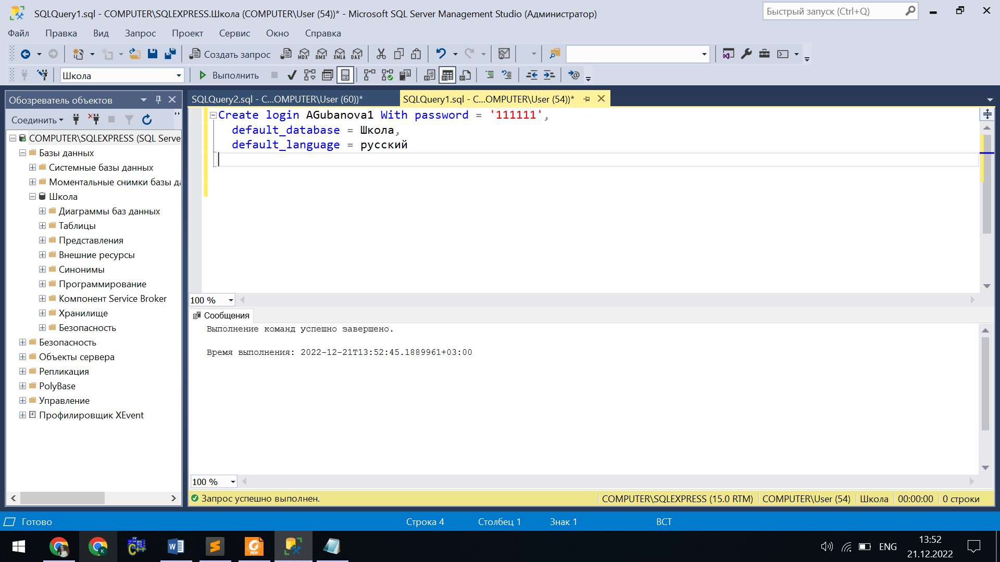 SQLQuery1.sql - COMPUTER\SQLEXPRESS.Школа (COMPUTER\User (54))* - Microsoft SQL Server Management Studio (Администратор)
Быстрый запуск (Ctrl+Q)
Файл Правка Вид Запрос Проект Сервис Окно Справка
Создать запрос MDX DMX XMLA DAX
Школа Выполнить
Обозреватель объектов
SQLQuery2.sql - C...OMPUTER\User (60))*
SQLQuery1.sql - C...OMPUTER\User (54))*
Соединить
COMPUTER\SQLEXPRESS (SQL Serve
Базы данных
Системные базы данных
Моментальные снимки базы да
Школа
Диаграммы баз данных
Таблицы
Представления
Внешние ресурсы
Синонимы
Программирование
Компонент Service Broker
Хранилище
Безопасность
Безопасность
Объекты сервера
Репликация
PolyBase
Управление
Профилировщик XEvent
Create login AGubanova1 With password = '111111',
default_database = Школа,
default_language = русский
100 %
Сообщения
Выполнение команд успешно завершено.
Время выполнения: 2022-12-21T13:52:45.1889961+03:00
100 %
Запрос успешно выполнен.
COMPUTER\SQLEXPRESS (15.0 RTM) COMPUTER\User (54) Школа 00:00:00 0 строки
Готово Строка 4 Столбец 1 Знак 1 ВСТ
K C++ W S PDF ENG
13:52
21.12.2022